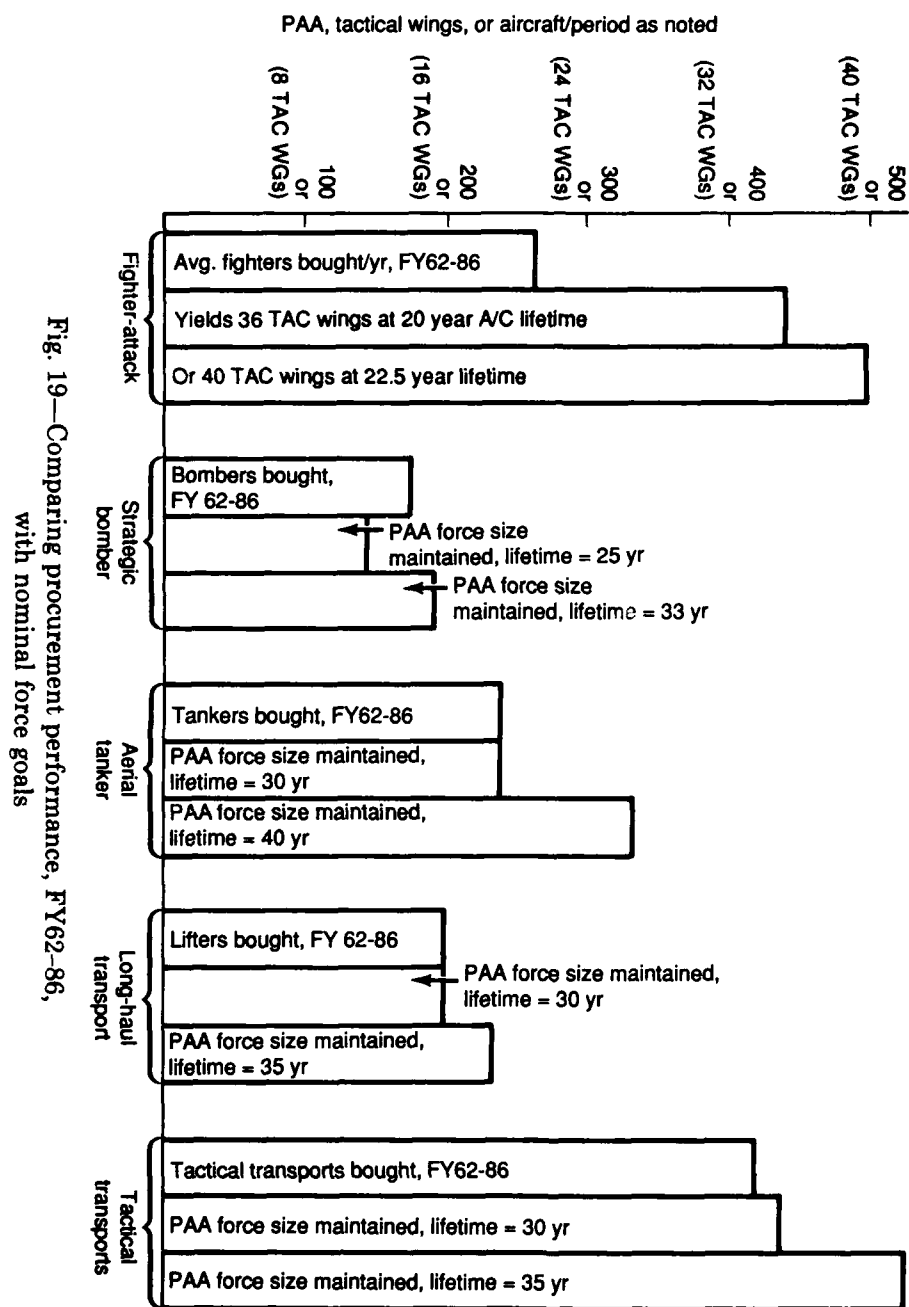 PAA, tactical wings, or aircraft/period as noted
500
or
(40 TAC WGs)
400
or
(32 TAC WGs)
300
or
(24 TAC WGs)
200
or
(16 TAC WGs)
100
or
(8 TAC WGs)
Avg. fighters bought/yr, FY62-86
Yields 36 TAC wings at 20 year A/C lifetime
Or 40 TAC wings at 22.5 year lifetime
Fighter-attack
Bombers bought,
FY 62-86
PAA force size
maintained, lifetime = 25 yr
PAA force size
maintained, lifetime = 33 yr
Strategic
bomber
Tankers bought, FY62-86
PAA force size maintained,
lifetime = 30 yr
PAA force size maintained,
lifetime = 40 yr
Aerial
tanker
Lifters bought, FY 62-86
PAA force size maintained,
lifetime = 30 yr
PAA force size maintained,
lifetime = 35 yr
Long-haul
transport
Tactical transports bought, FY62-86
PAA force size maintained, lifetime = 30 yr
PAA force size maintained, lifetime = 35 yr
Tactical
transports
Fig. 19—Comparing procurement performance, FY62–86,
with nominal force goals